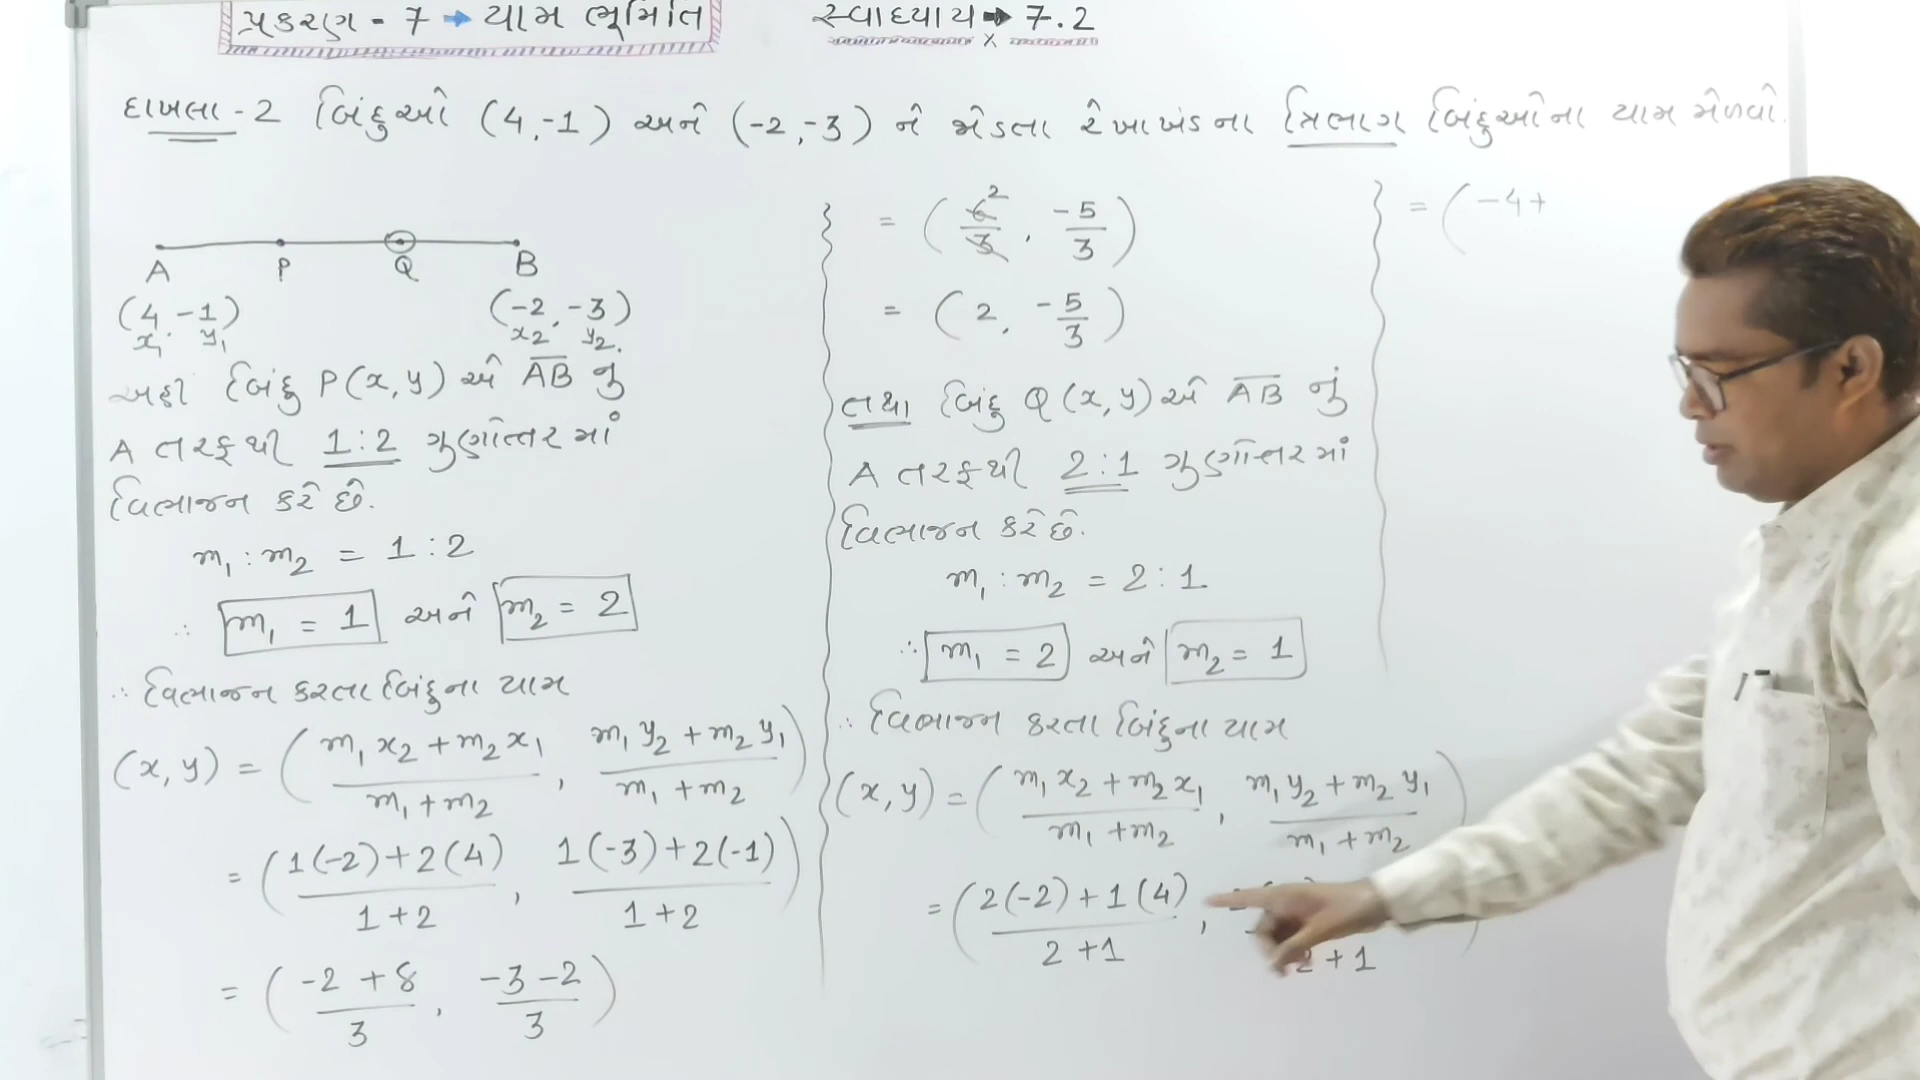 પ્રકરણ - 7 → યામ ભૂમિતિ
સ્વાધ્યાય → 7.2
દાખલા - 2 બિંદુઓ (4,-1) અને (-2,-3) ને જોડતા રેખાખંડના ત્રિભાગ બિંદુઓના યામ મેળવો.
A P Q B
(4,-1) (-2,-3)
x₁ y₁ x₂ y₂
અહીં બિંદુ P(x,y) એ A̅B̅ નું
A તરફથી 1:2 ગુણોત્તરમાં
વિભાજન કરે છે.
m₁ : m₂ = 1 : 2
∴ m₁ = 1 અને m₂ = 2
∴ વિભાજન કરતા બિંદુના યામ
(x,y) = ( (m₁x₂ + m₂x₁)/(m₁ + m₂) , (m₁y₂ + m₂y₁)/(m₁ + m₂) )
= ( (1(-2)+2(4))/(1+2) , (1(-3)+2(-1))/(1+2) )
= ( (-2+8)/3 , (-3-2)/3 )
= ( 6/3 2 , -5/3 )
= ( 2, -5/3 )
તથા બિંદુ Q(x,y) એ A̅B̅ નું
A તરફથી 2:1 ગુણોત્તરમાં
વિભાજન કરે છે.
m₁ : m₂ = 2 : 1
∴ m₁ = 2 અને m₂ = 1
∴ વિભાજન કરતા બિંદુના યામ
(x,y) = ( (m₁x₂ + m₂x₁)/(m₁ + m₂) , (m₁y₂ + m₂y₁)/(m₁ + m₂) )
= ( (2(-2)+1(4))/(2+1) , 2+1
= ( -4+